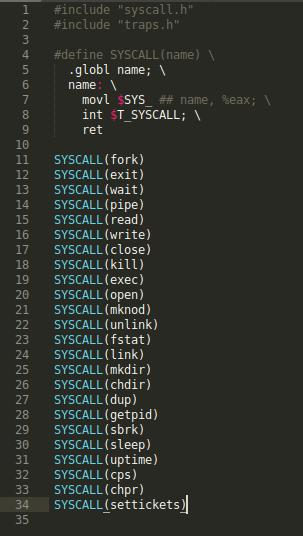 1 #include "syscall.h"
2 #include "traps.h"
3
4 #define SYSCALL(name) \
5 .globl name; \
6 name: \
7 movl $SYS_ ## name, %eax; \
8 int $T_SYSCALL; \
9 ret
10
11 SYSCALL(fork)
12 SYSCALL(exit)
13 SYSCALL(wait)
14 SYSCALL(pipe)
15 SYSCALL(read)
16 SYSCALL(write)
17 SYSCALL(close)
18 SYSCALL(kill)
19 SYSCALL(exec)
20 SYSCALL(open)
21 SYSCALL(mknod)
22 SYSCALL(unlink)
23 SYSCALL(fstat)
24 SYSCALL(link)
25 SYSCALL(mkdir)
26 SYSCALL(chdir)
27 SYSCALL(dup)
28 SYSCALL(getpid)
29 SYSCALL(sbrk)
30 SYSCALL(sleep)
31 SYSCALL(uptime)
32 SYSCALL(cps)
33 SYSCALL(chpr)
34 SYSCALL(settickets)
35